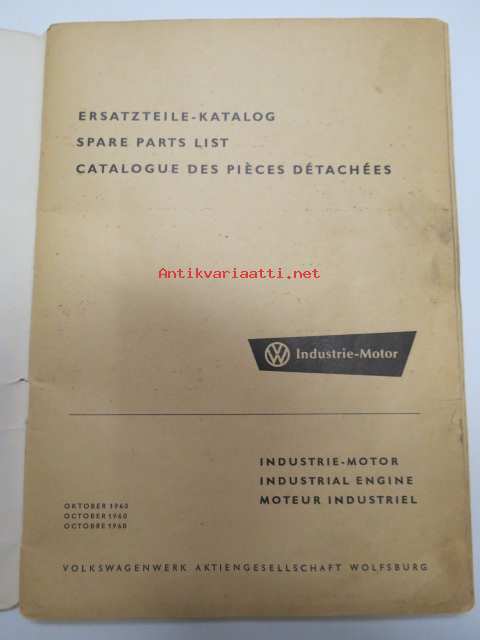 ERSATZTEILE-KATALOG
SPARE PARTS LIST
CATALOGUE DES PIÈCES DÉTACHÉES
Antikvariaatti.net
VW Industrie-Motor
INDUSTRIE-MOTOR
INDUSTRIAL ENGINE
MOTEUR INDUSTRIEL
OKTOBER 1960
OCTOBER 1960
OCTOBRE 1960
VOLKSWAGENWERK AKTIENGESELLSCHAFT WOLFSBURG